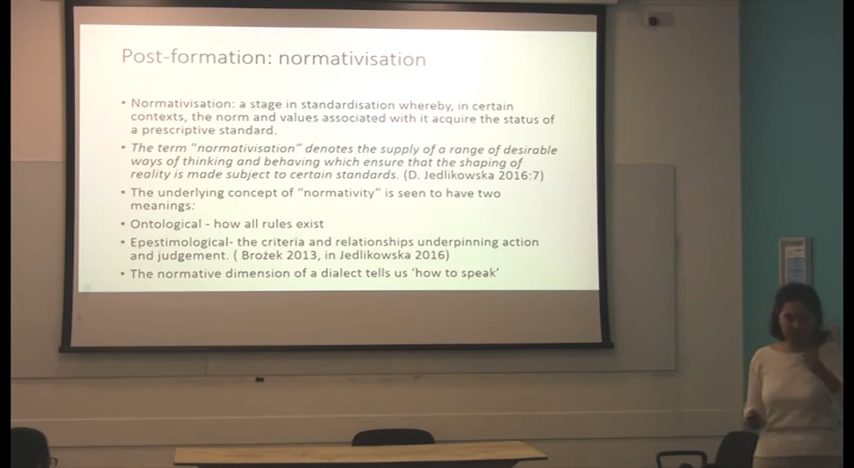 Post-formation: normativisation
• Normativisation: a stage in standardisation whereby, in certain
contexts, the norm and values associated with it acquire the status of
a prescriptive standard.
• The term "normativisation" denotes the supply of a range of desirable
ways of thinking and behaving which ensure that the shaping of
reality is made subject to certain standards. (D. Jedlikowska 2016:7)
• The underlying concept of "normativity" is seen to have two
meanings:
• Ontological - how all rules exist
• Epestimological- the criteria and relationships underpinning action
and judgement. ( Brożek 2013, in Jedlikowska 2016)
• The normative dimension of a dialect tells us 'how to speak'